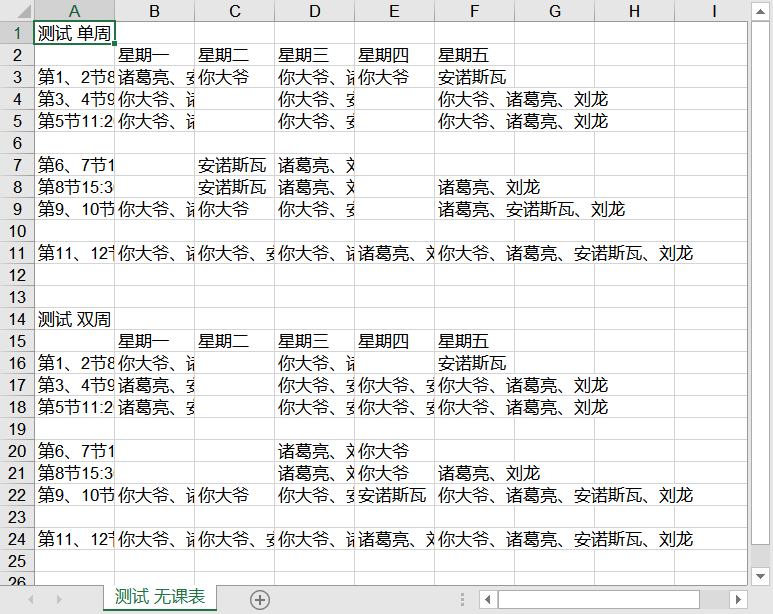 A B C D E F G H I
1 测试 单周
2 星期一 星期二 星期三 星期四 星期五
3 第1、2节8 诸葛亮、安 你大爷 你大爷、诸 你大爷 安诺斯瓦
4 第3、4节9 你大爷、诸 你大爷、安 你大爷、诸葛亮、刘龙
5 第5节11:2 你大爷、诸 你大爷、安 你大爷、诸葛亮、刘龙
6
7 第6、7节1 安诺斯瓦 诸葛亮、刘
8 第8节15:3 安诺斯瓦 诸葛亮、刘 诸葛亮、刘龙
9 第9、10节 你大爷、诸 你大爷 你大爷、安 诸葛亮、安诺斯瓦、刘龙
10
11 第11、12节 你大爷、诸 你大爷、安 你大爷、诸 诸葛亮、刘 你大爷、诸葛亮、安诺斯瓦、刘龙
12
13
14 测试 双周
15 星期一 星期二 星期三 星期四 星期五
16 第1、2节8 你大爷、诸 你大爷、诸 安诺斯瓦
17 第3、4节9 诸葛亮、安 你大爷、安 你大爷、安 你大爷、诸葛亮、刘龙
18 第5节11:2 诸葛亮、安 你大爷、安 你大爷、安 你大爷、诸葛亮、刘龙
19
20 第6、7节1 诸葛亮、刘 你大爷
21 第8节15:3 诸葛亮、刘 你大爷 诸葛亮、刘龙
22 第9、10节 你大爷、诸 你大爷 你大爷、安 安诺斯瓦 你大爷、诸葛亮、安诺斯瓦、刘龙
23
24 第11、12节 你大爷、诸 你大爷、安 你大爷、诸 诸葛亮、刘 你大爷、诸葛亮、安诺斯瓦、刘龙
25
26
测试 无课表